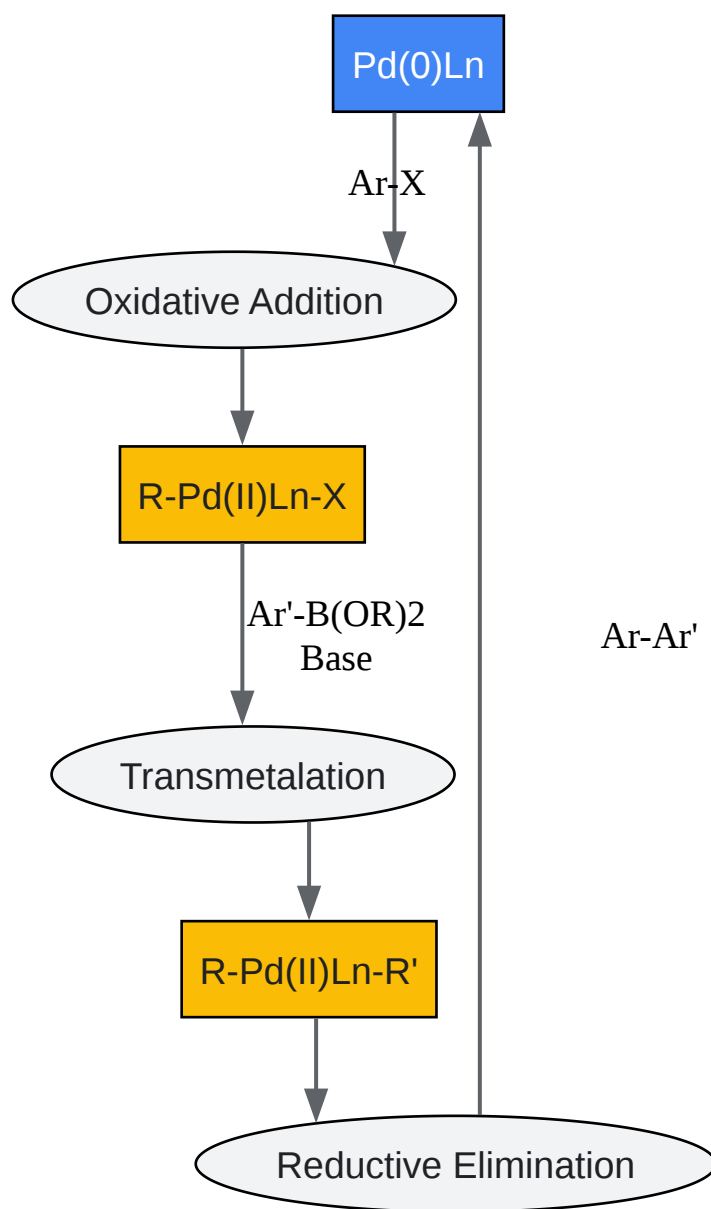 Pd(0)Ln
Ar-X
Oxidative Addition
R-Pd(II)Ln-X
Ar'-B(OR)2
Base
Ar-Ar'
Transmetalation
R-Pd(II)Ln-R'
Reductive Elimination